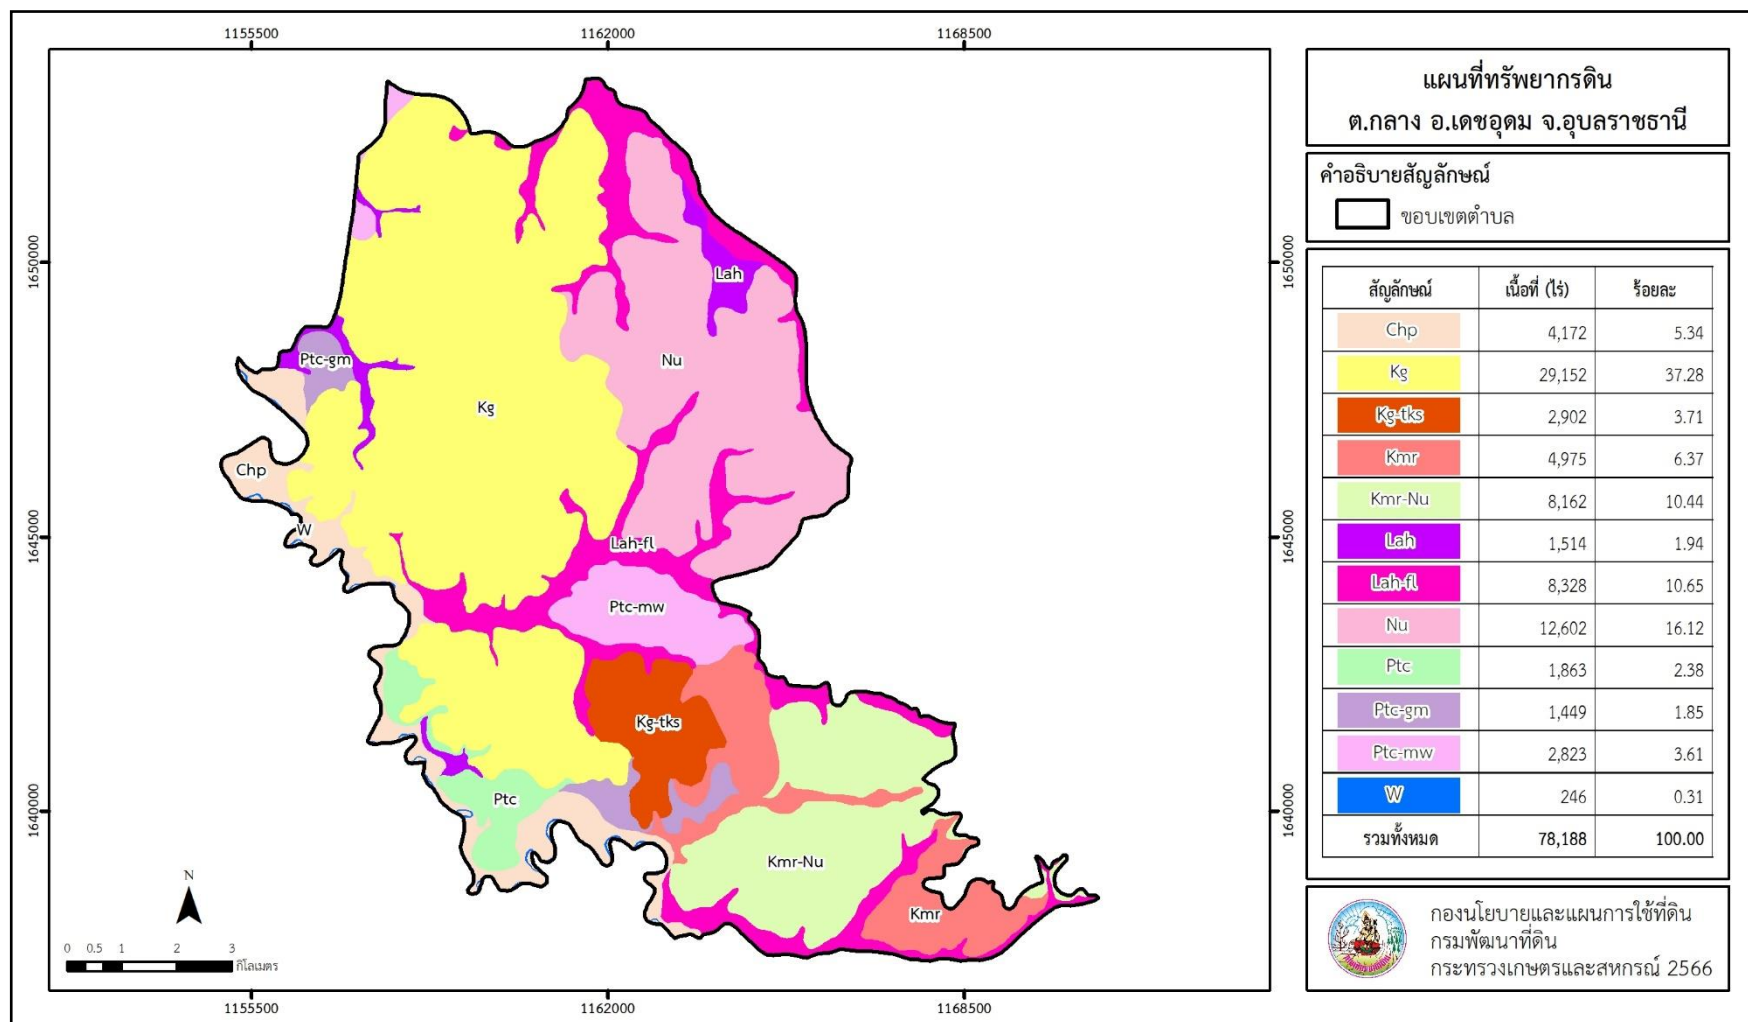 1155500
1162000
1168500
1650000
1645000
1640000
1650000
1645000
1640000
1155500
1162000
1168500
Lah
Ptc-gm
Nu
Kg
Chp
W
Lah-fl
Ptc-mw
Kg-tks
Ptc
Kmr-Nu
Kmr
N
0 0.5 1 2 3
กิโลเมตร
แผนที่ทรัพยากรดิน
ต.กลาง อ.เดชอุดม จ.อุบลราชธานี
คำอธิบายสัญลักษณ์
ขอบเขตตำบล
สัญลักษณ์ เนื้อที่ (ไร่) ร้อยละ
Chp 4,172 5.34
Kg 29,152 37.28
Kg-tks 2,902 3.71
Kmr 4,975 6.37
Kmr-Nu 8,162 10.44
Lah 1,514 1.94
Lah-fl 8,328 10.65
Nu 12,602 16.12
Ptc 1,863 2.38
Ptc-gm 1,449 1.85
Ptc-mw 2,823 3.61
W 246 0.31
รวมทั้งหมด 78,188 100.00
กองนโยบายและแผนการใช้ที่ดิน
กรมพัฒนาที่ดิน
กระทรวงเกษตรและสหกรณ์ 2566